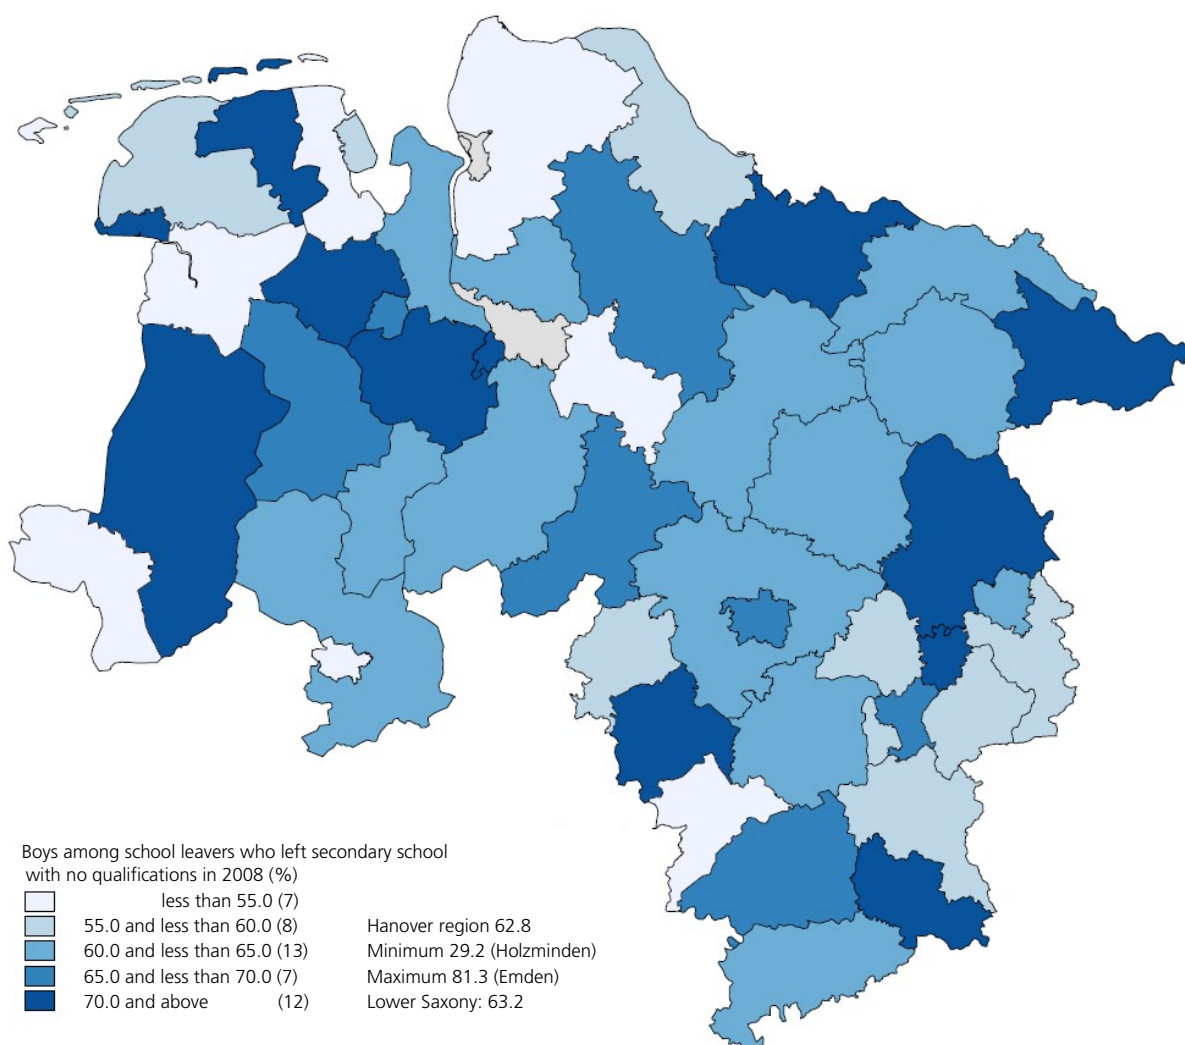 Boys among school leavers who left secondary school
with no qualifications in 2008 (%)
less than 55.0 (7)
55.0 and less than 60.0 (8) Hanover region 62.8
60.0 and less than 65.0 (13) Minimum 29.2 (Holzminden)
65.0 and less than 70.0 (7) Maximum 81.3 (Emden)
70.0 and above (12) Lower Saxony: 63.2